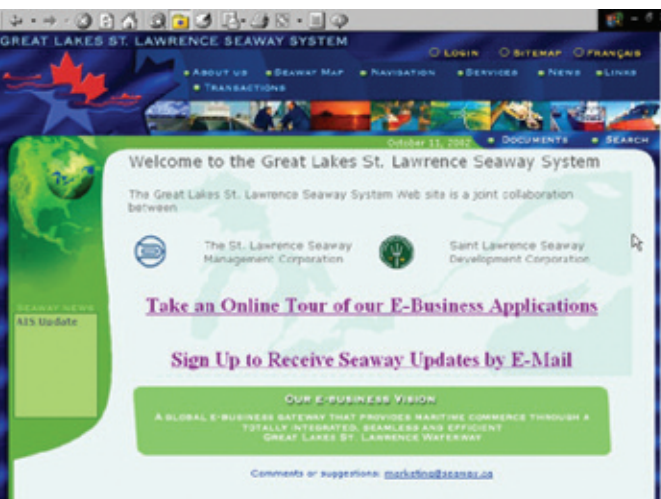 GREAT LAKES ST. LAWRENCE SEAWAY SYSTEM
LOGIN SITEMAP FRANÇAIS
ABOUT US SEAWAY MAP NAVIGATION SERVICES NEWS LINKS
TRANSACTIONS
October 11, 2002 DOCUMENTS SEARCH
Welcome to the Great Lakes St. Lawrence Seaway System
The Great Lakes St. Lawrence Seaway System Web site is a joint collaboration
between
The St. Lawrence Seaway
Management Corporation
Saint Lawrence Seaway
Development Corporation
SEAWAY NEWS
AIS Update
Take an Online Tour of our E-Business Applications
Sign Up to Receive Seaway Updates by E-Mail
OUR E-BUSINESS VISION
A GLOBAL E-BUSINESS GATEWAY THAT PROVIDES MARITIME COMMERCE THROUGH A
TOTALLY INTEGRATED, SEAMLESS AND EFFICIENT
GREAT LAKES ST. LAWRENCE WATERWAY
Comments or suggestions: marketing@seaway.ca